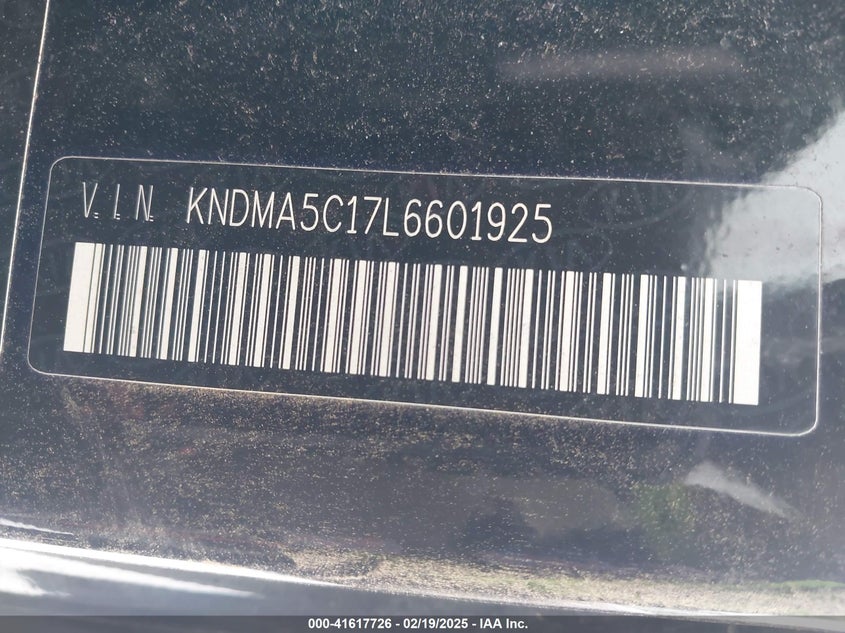 V.I.N. KNDMA5C17L6601925
000-41617726 - 02/19/2025 - IAA Inc.